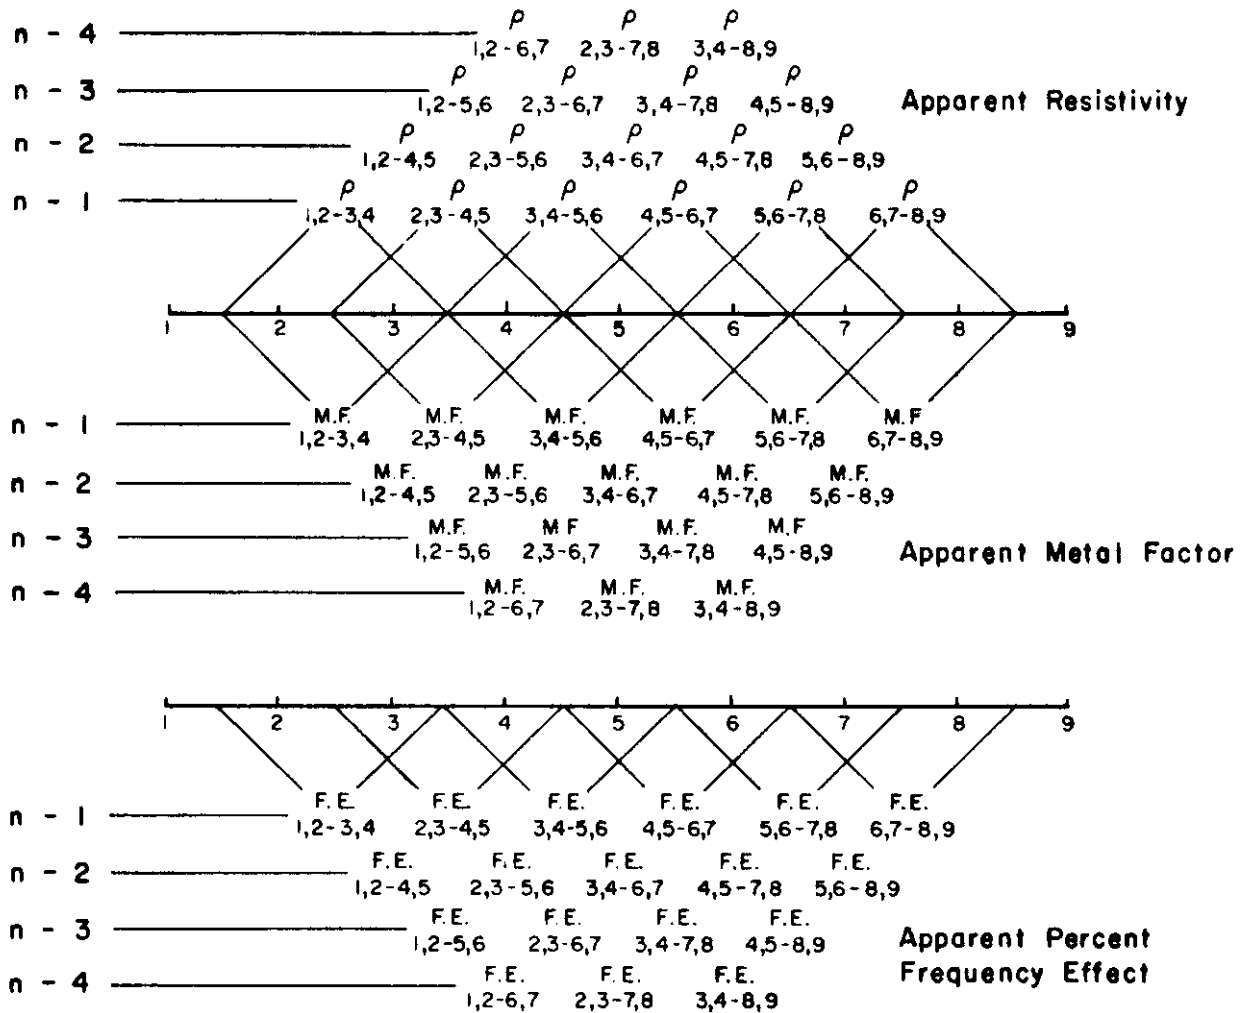 ρ ρ ρ
n - 4 1,2-6,7 2,3-7,8 3,4-8,9
ρ ρ ρ ρ
n - 3 1,2-5,6 2,3-6,7 3,4-7,8 4,5-8,9 Apparent Resistivity
ρ ρ ρ ρ ρ
n - 2 1,2-4,5 2,3-5,6 3,4-6,7 4,5-7,8 5,6-8,9
ρ ρ ρ ρ ρ ρ
n - 1 1,2-3,4 2,3-4,5 3,4-5,6 4,5-6,7 5,6-7,8 6,7-8,9
1 2 3 4 5 6 7 8 9
M.F. M.F. M.F. M.F. M.F. M.F
n - 1 1,2-3,4 2,3-4,5 3,4-5,6 4,5-6,7 5,6-7,8 6,7-8,9
M.F. M.F. M.F. M.F. M.F.
n - 2 1,2-4,5 2,3-5,6 3,4-6,7 4,5-7,8 5,6-8,9
M.F. M F M.F. M.F
n - 3 1,2-5,6 2,3-6,7 3,4-7,8 4,5-8,9 Apparent Metal Factor
M.F. M.F. M.F.
n - 4 1,2-6,7 2,3-7,8 3,4-8,9
1 2 3 4 5 6 7 8 9
F.E. F.E. F.E. F.E. F.E. F.E.
n - 1 1,2-3,4 2,3-4,5 3,4-5,6 4,5-6,7 5,6-7,8 6,7-8,9
F.E. F.E. F.E. F.E. F.E.
n - 2 1,2-4,5 2,3-5,6 3,4-6,7 4,5-7,8 5,6-8,9
F.E. F.E. F.E. F.E.
n - 3 1,2-5,6 2,3-6,7 3,4-7,8 4,5-8,9 Apparent Percent
Frequency Effect
F.E. F.E. F.E.
n - 4 1,2-6,7 2,3-7,8 3,4-8,9